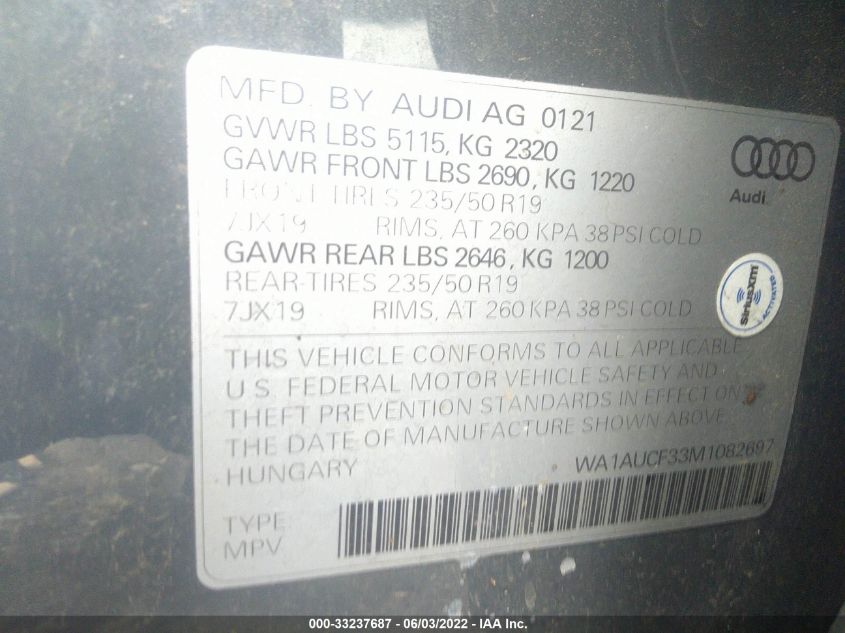 MFD. BY AUDI AG 0121
GVWR LBS 5115, KG 2320
GAWR FRONT LBS 2690, KG 1220
FRONT TIRES 235/50 R19
7JX19 RIMS, AT 260 KPA 38 PSI COLD
GAWR REAR LBS 2646, KG 1200
REAR-TIRES 235/50 R19
7JX19 RIMS, AT 260 KPA 38 PSI COLD
Audi
SiriusXM
ACTIVATED
THIS VEHICLE CONFORMS TO ALL APPLICABLE
U.S. FEDERAL MOTOR VEHICLE SAFETY AND
THEFT PREVENTION STANDARDS IN EFFECT ON
THE DATE OF MANUFACTURE SHOWN ABOVE.
HUNGARY WA1AUCF33M1082697
TYPE
MPV
000-33237687 - 06/03/2022 - IAA Inc.